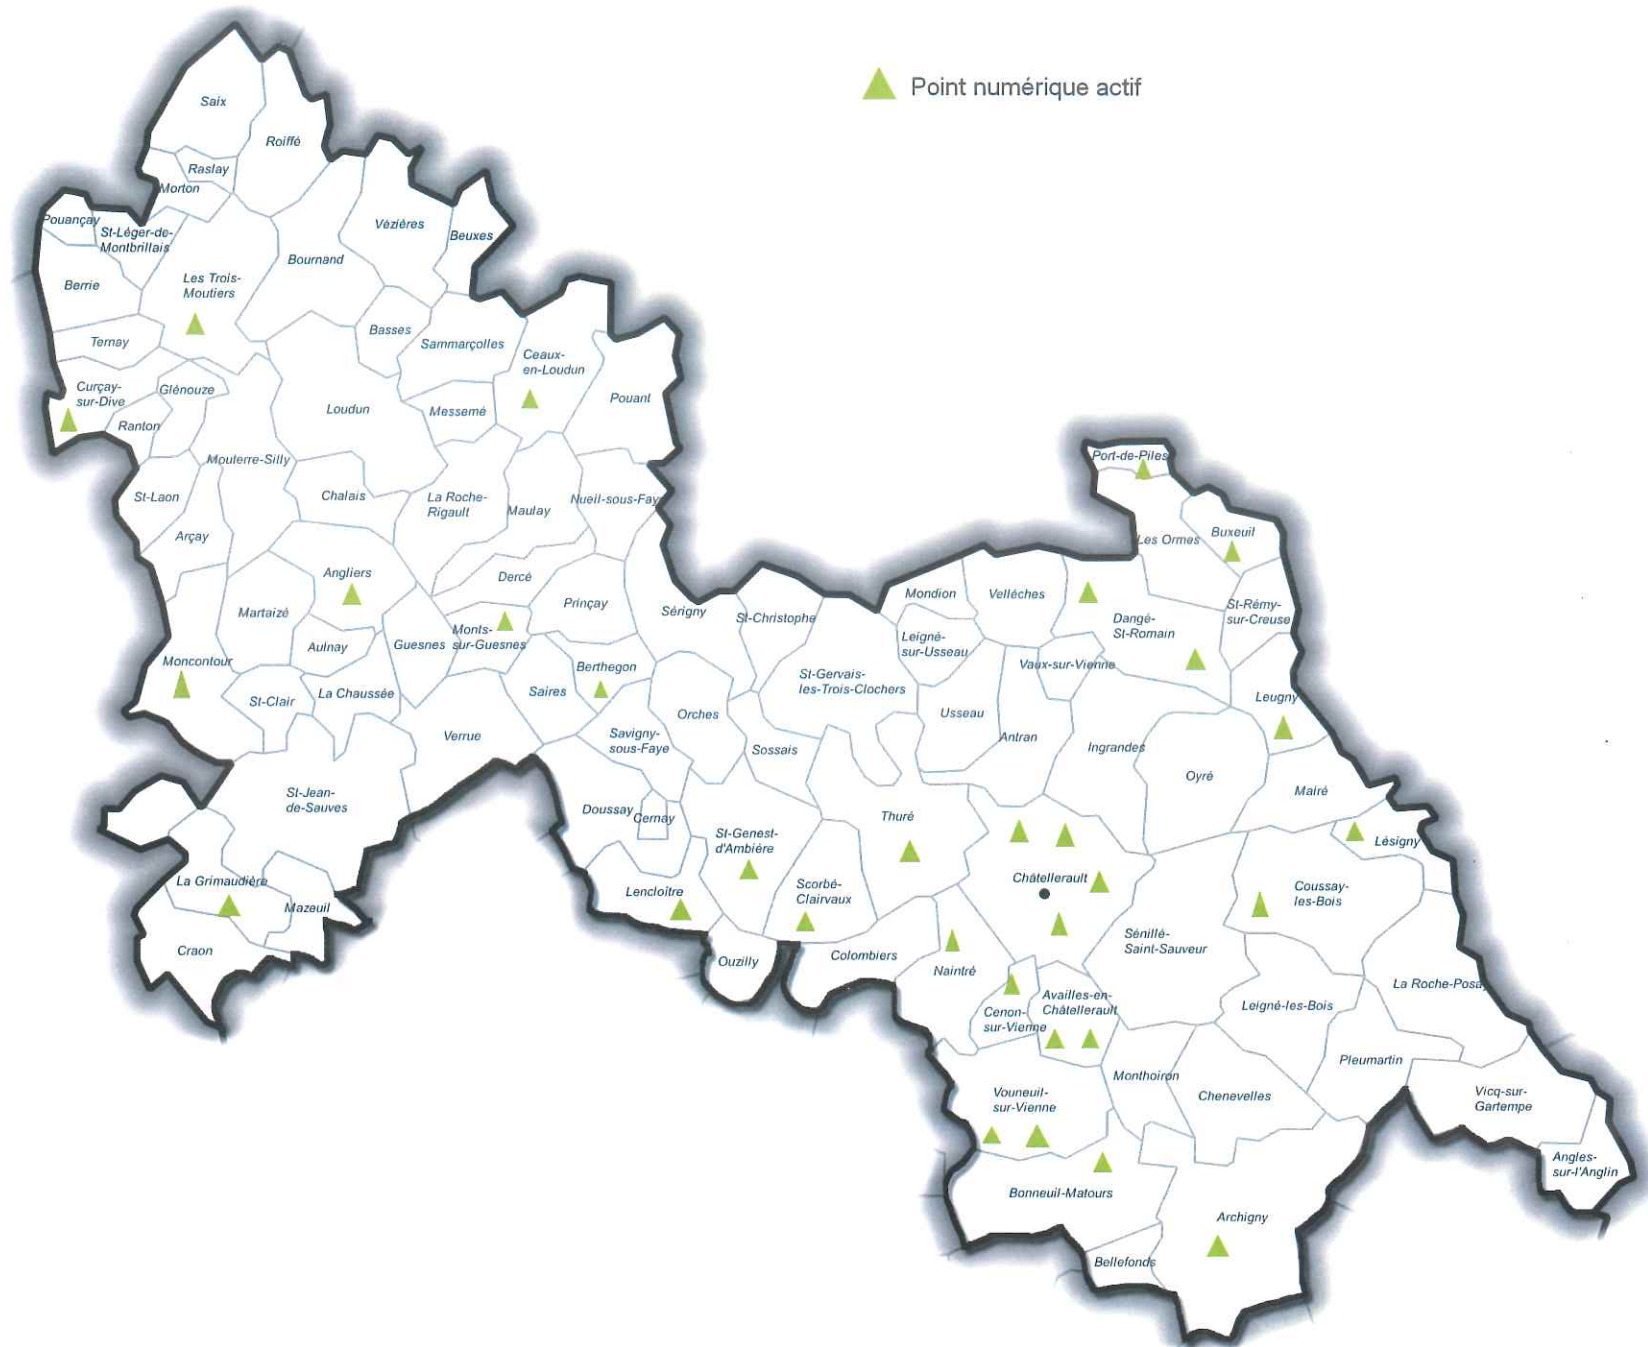 Point numérique actif
Saix
Roiffé
Raslay
Morton
Pouançay
St-Léger-de-
Montbrillais
Vézières
Beuxes
Berrie
Les Trois-
Moutiers
Bournand
Ternay
Basses
Sammarçolles
Ceaux-
en-Loudun
Curçay-
sur-Dive
Glénouze
Ranton
Loudun
Messemé
Pouant
Mouterre-Silly
St-Laon
Chalais
La Roche-
Rigault
Maulay
Nueil-sous-Faye
Arçay
Angliers
Dercé
Prinçay
Martaizé
Aulnay
Guesnes
Monts-
sur-Guesnes
Sérigny
St-Christophe
Moncontour
St-Clair
La Chaussée
Saires
Berthegon
Verrue
Savigny-
sous-Faye
Orches
Sossais
St-Gervais-
les-Trois-Clochers
Mondion
Velléches
Leigné-
sur-Usseau
Vaux-sur-Vienne
Dangé-
St-Romain
Port-de-Piles
Les Ormes
Buxeuil
St-Rémy-
sur-Creuse
Leugny
Usseau
Antran
Ingrandes
Oyré
Mairé
Lésigny
St-Jean-
de-Sauves
Doussay
Cernay
St-Genest-
d'Ambiére
Thuré
Châtellerault
La Grimaudière
Mazeuil
Craon
Lencloître
Scorbé-
Clairvaux
Ouzilly
Colombiers
Naintré
Cenon-
sur-Vienne
Availles-en-
Châtellerault
Sénillé-
Saint-Sauveur
Coussay-
les-Bois
La Roche-Posa
Leigné-les-Bois
Pleumartin
Monthoiron
Chenevelles
Vouneuil-
sur-Vienne
Vicq-sur-
Gartempe
Angles-
sur-l'Anglin
Bonneuil-Matours
Archigny
Bellefonds